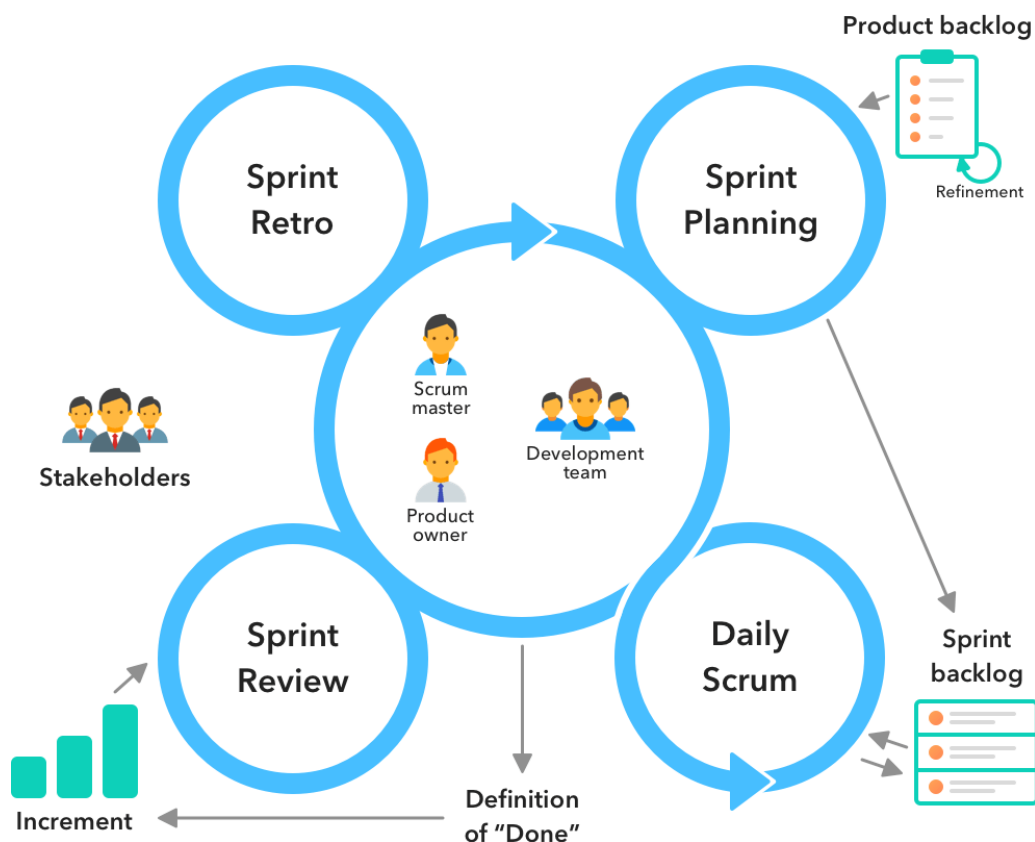 Product backlog
Refinement
Sprint
Retro
Sprint
Planning
Scrum
master
Development
team
Product
owner
Stakeholders
Sprint
Review
Daily
Scrum
Sprint
backlog
Increment
Definition
of “Done”